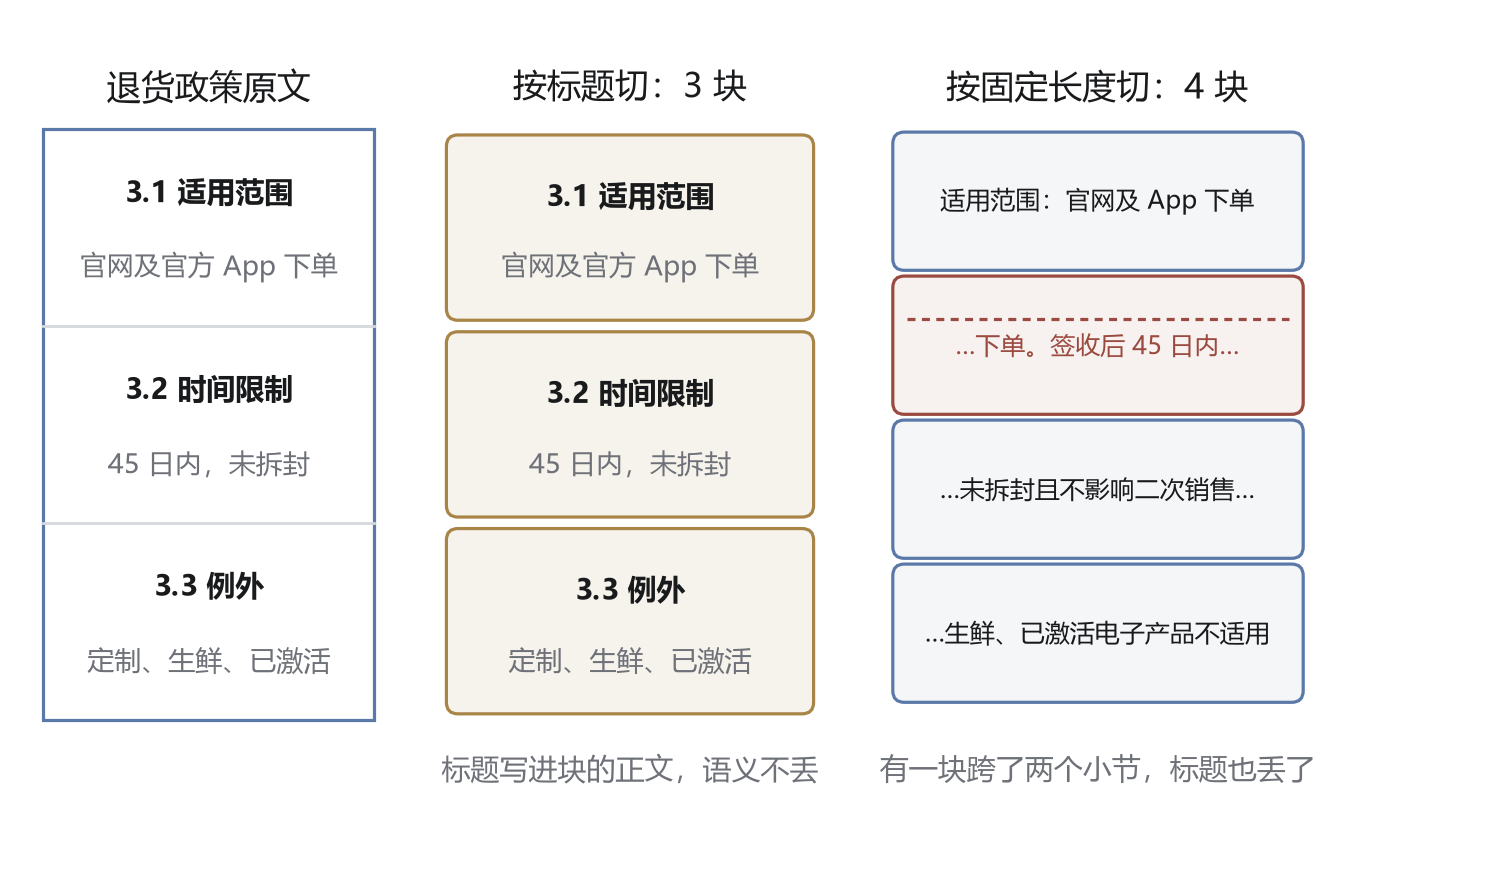 退货政策原文
3.1 适用范围
官网及官方 App 下单
3.2 时间限制
45 日内，未拆封
3.3 例外
定制、生鲜、已激活
按标题切：3 块
3.1 适用范围
官网及官方 App 下单
3.2 时间限制
45 日内，未拆封
3.3 例外
定制、生鲜、已激活
标题写进块的正文，语义不丢
按固定长度切：4 块
适用范围：官网及 App 下单
…下单。签收后 45 日内…
…未拆封且不影响二次销售…
…生鲜、已激活电子产品不适用
有一块跨了两个小节，标题也丢了